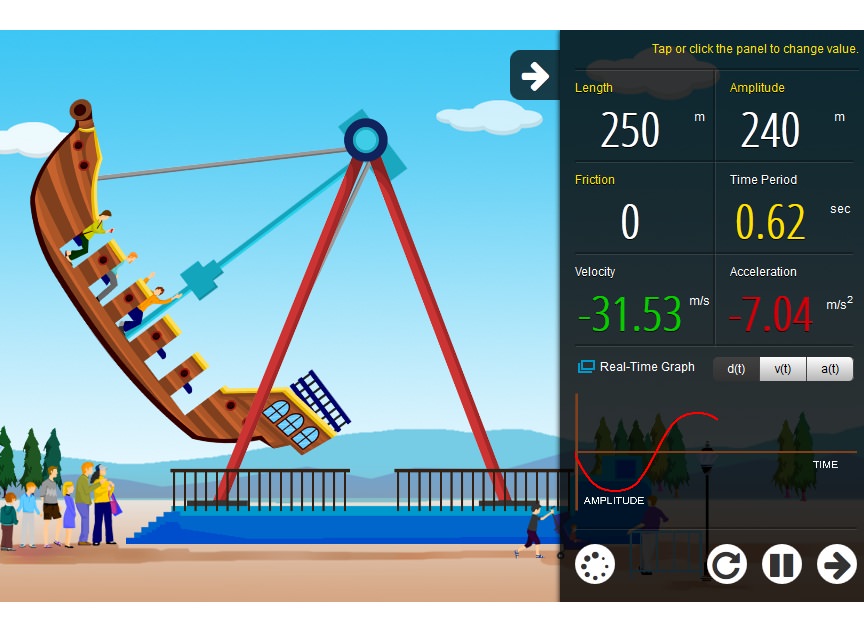 Tap or click the panel to change value.
Length Amplitude
250 m 240 m
Friction Time Period
0 0.62 sec
Velocity Acceleration
-31.53 m/s -7.04 m/s²
Real-Time Graph d(t) v(t) a(t)
TIME
AMPLITUDE